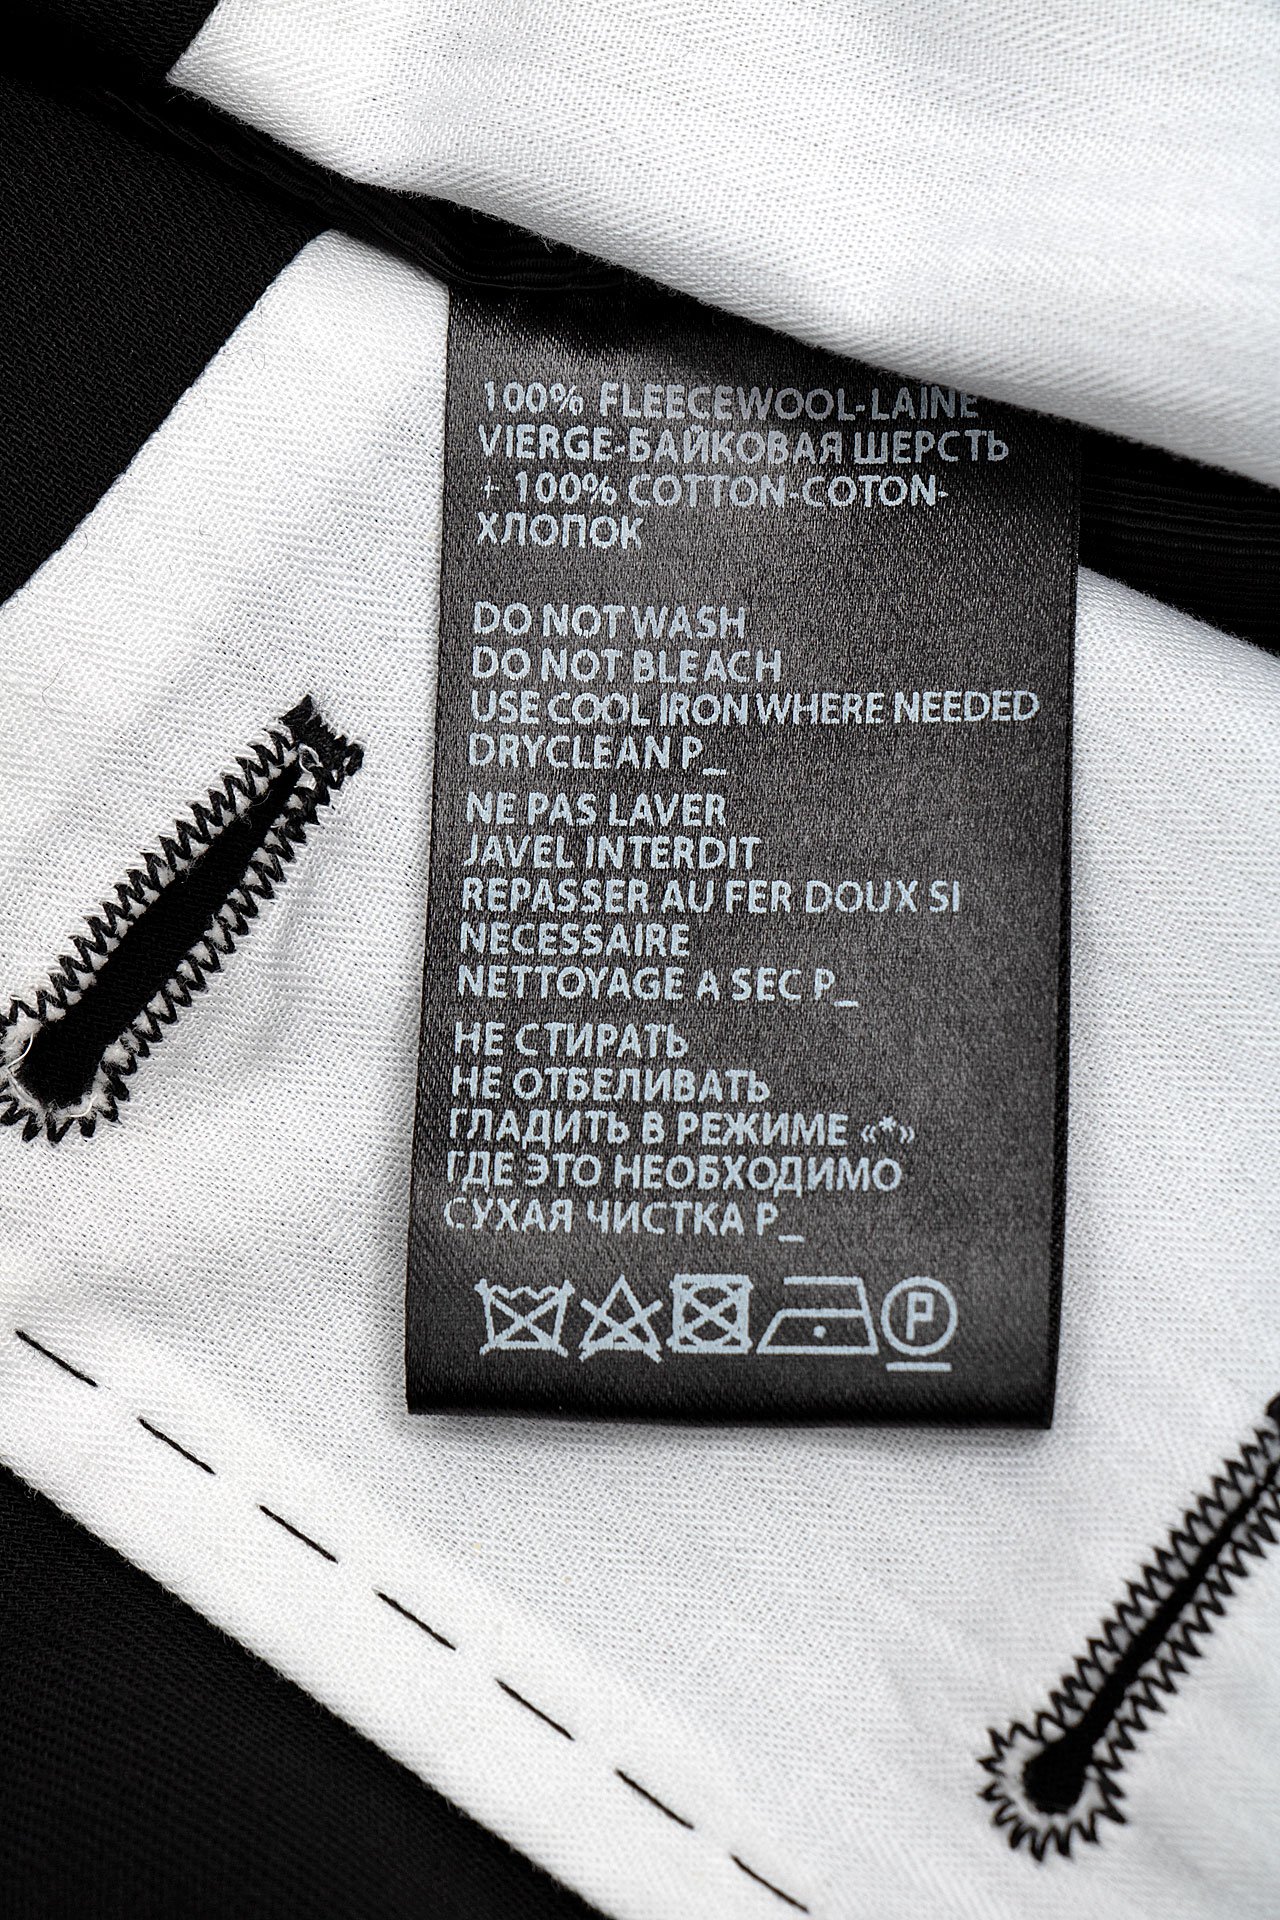 100% FLEECEWOOL-LAINE
VIERGE-БАЙКОВАЯ ШЕРСТЬ
+ 100% COTTON-COTON-
ХЛОПОК
DO NOT WASH
DO NOT BLEACH
USE COOL IRON WHERE NEEDED
DRYCLEAN P_
NE PAS LAVER
JAVEL INTERDIT
REPASSER AU FER DOUX SI
NECESSAIRE
NETTOYAGE A SEC P_
НЕ СТИРАТЬ
НЕ ОТБЕЛИВАТЬ
ГЛАДИТЬ В РЕЖИМЕ «*»
ГДЕ ЭТО НЕОБХОДИМО
СУХАЯ ЧИСТКА P_
P